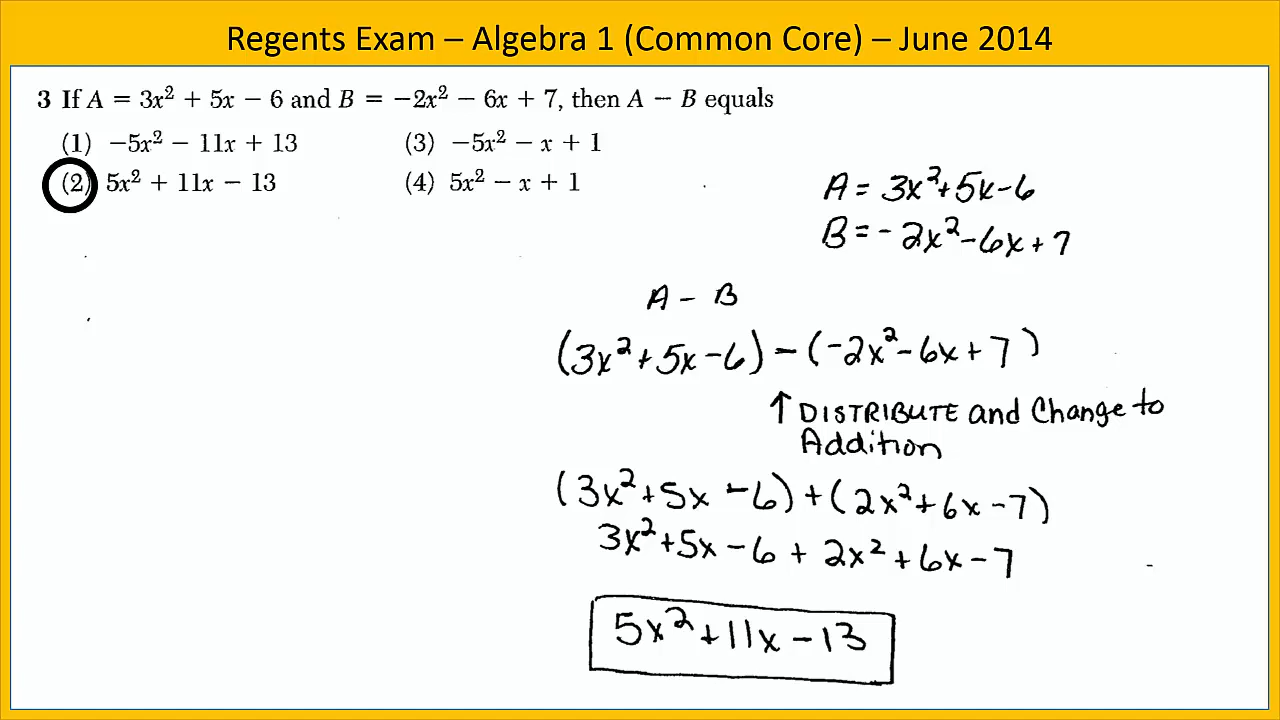 Regents Exam – Algebra 1 (Common Core) – June 2014
3 If A = 3x² + 5x − 6 and B = −2x² − 6x + 7, then A − B equals
(1) −5x² − 11x + 13 (3) −5x² − x + 1
(2) 5x² + 11x − 13 (4) 5x² − x + 1
A = 3x²+5x−6
B = −2x²−6x+7
A − B
(3x²+5x−6) − (−2x²−6x+7)
↑ DISTRIBUTE and Change to
Addition
(3x²+5x−6) + (2x²+6x−7)
3x²+5x−6 + 2x²+6x−7
5x²+11x−13